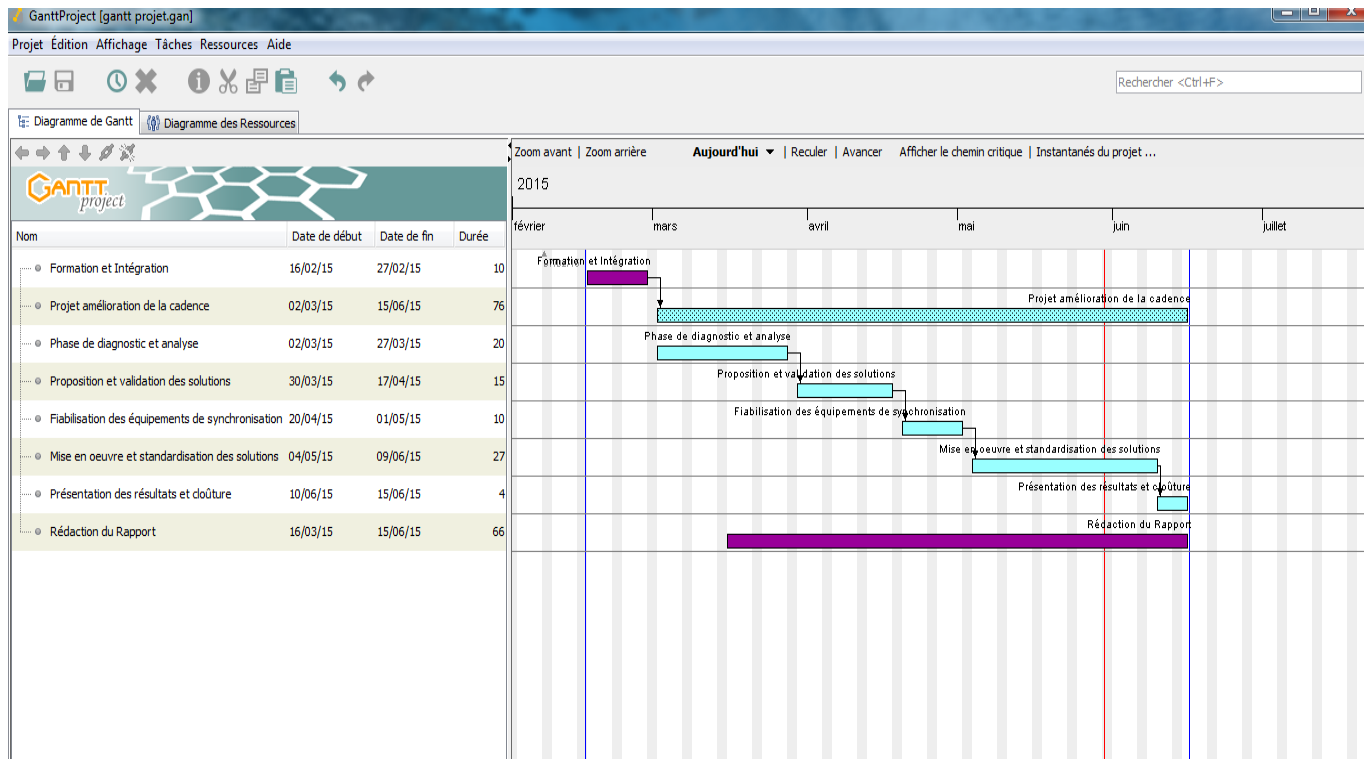 GanttProject [gantt projet.gan]
Projet Édition Affichage Tâches Ressources Aide
Rechercher <Ctrl+F>
Diagramme de Gantt Diagramme des Ressources
Zoom avant | Zoom arrière Aujourd'hui | Reculer | Avancer Afficher le chemin critique | Instantanés du projet ...
GANTT project
2015
février mars avril mai juin juillet
Nom Date de début Date de fin Durée
Formation et Intégration 16/02/15 27/02/15 10
Projet amélioration de la cadence 02/03/15 15/06/15 76
Phase de diagnostic et analyse 02/03/15 27/03/15 20
Proposition et validation des solutions 30/03/15 17/04/15 15
Fiabilisation des équipements de synchronisation 20/04/15 01/05/15 10
Mise en oeuvre et standardisation des solutions 04/05/15 09/06/15 27
Présentation des résultats et cloûture 10/06/15 15/06/15 4
Rédaction du Rapport 16/03/15 15/06/15 66
Formation et Intégration
Projet amélioration de la cadence
Phase de diagnostic et analyse
Proposition et validation des solutions
Fiabilisation des équipements de synchronisation
Mise en oeuvre et standardisation des solutions
Présentation des résultats et cloûture
Rédaction du Rapport